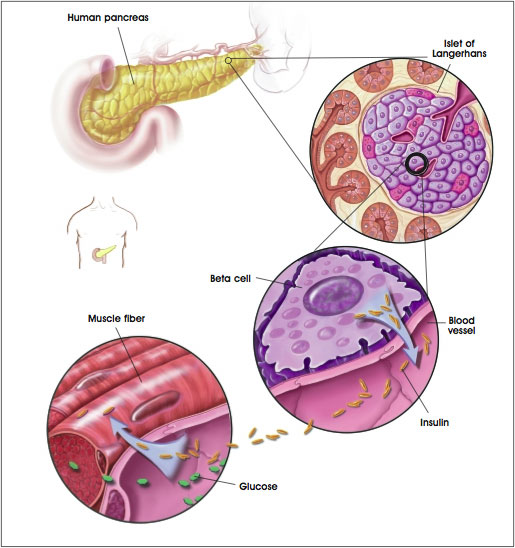 Human pancreas
Islet of
Langerhans
Beta cell
Muscle fiber
Blood
vessel
Insulin
Glucose